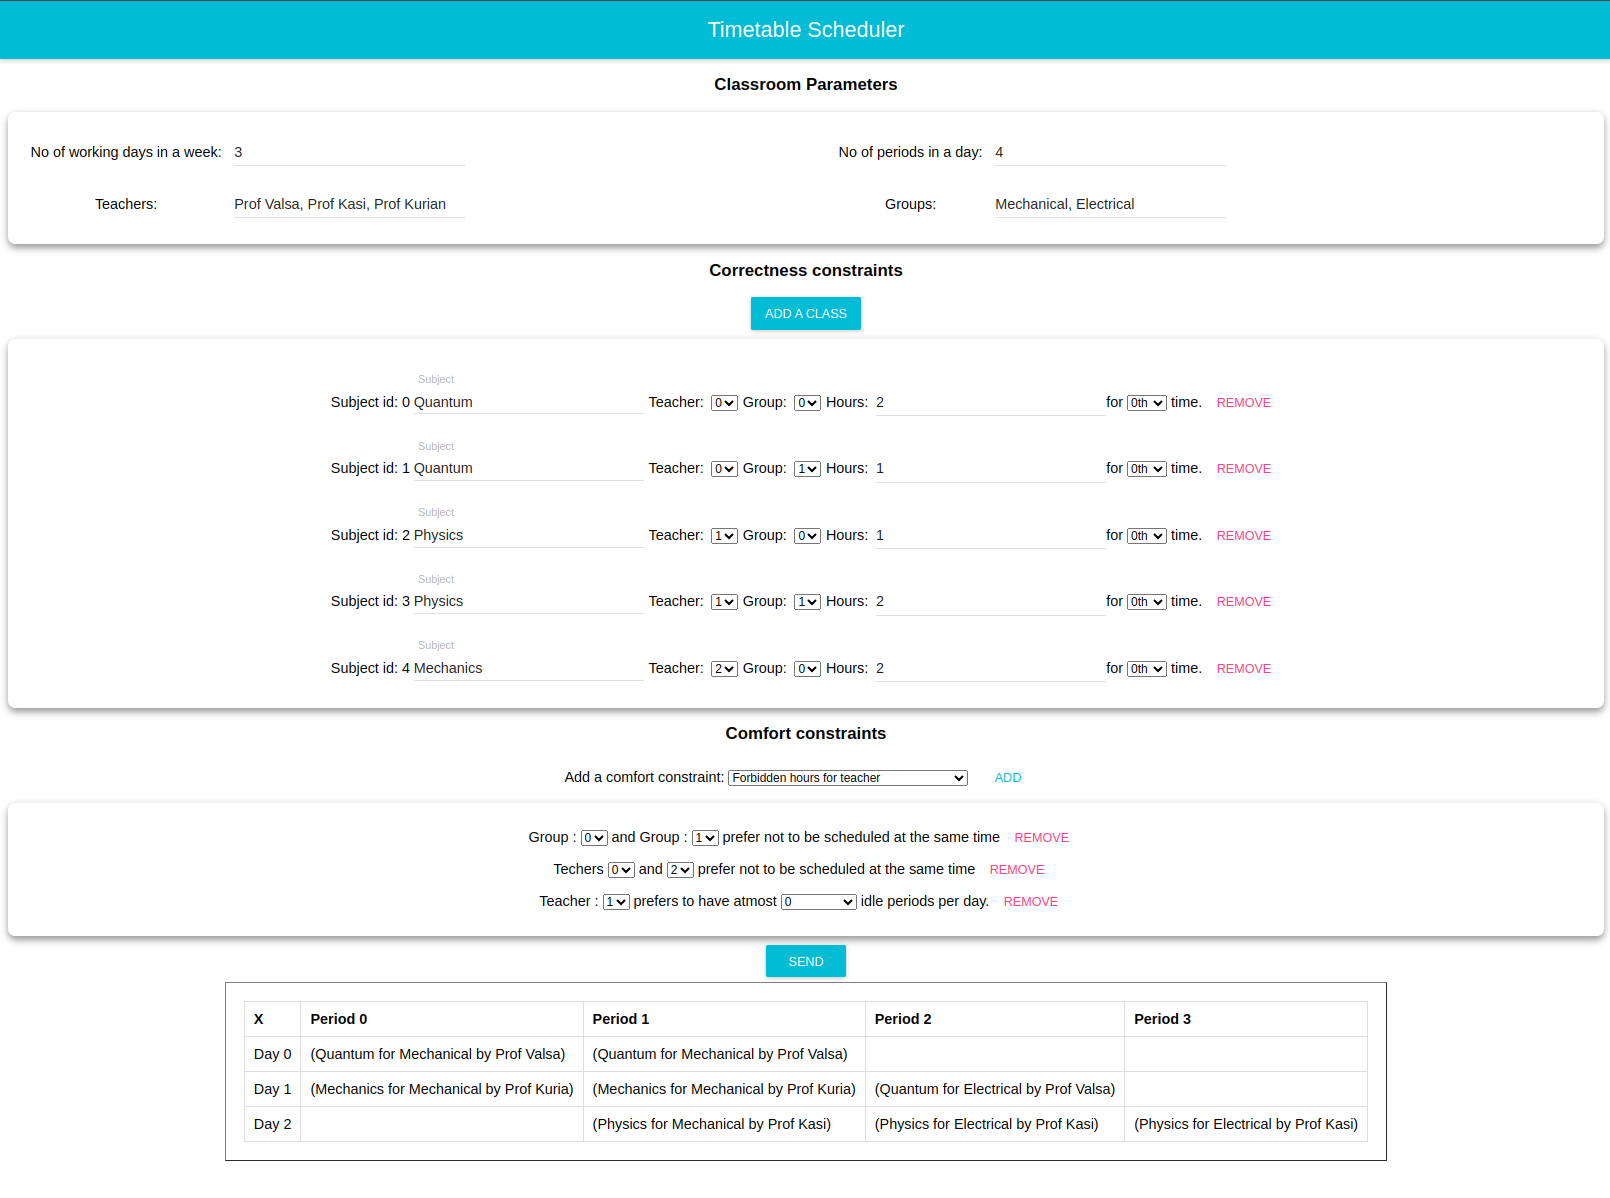 Timetable Scheduler
Classroom Parameters
No of working days in a week: 3 No of periods in a day: 4
Teachers: Prof Valsa, Prof Kasi, Prof Kurian Groups: Mechanical, Electrical
Correctness constraints
ADD A CLASS
Subject
Subject id: 0 Quantum Teacher: 0 Group: 0 Hours: 2 for 0th time. REMOVE
Subject
Subject id: 1 Quantum Teacher: 0 Group: 1 Hours: 1 for 0th time. REMOVE
Subject
Subject id: 2 Physics Teacher: 1 Group: 0 Hours: 1 for 0th time. REMOVE
Subject
Subject id: 3 Physics Teacher: 1 Group: 1 Hours: 2 for 0th time. REMOVE
Subject
Subject id: 4 Mechanics Teacher: 2 Group: 0 Hours: 2 for 0th time. REMOVE
Comfort constraints
Add a comfort constraint: Forbidden hours for teacher ADD
Group : 0 and Group : 1 prefer not to be scheduled at the same time REMOVE
Techers 0 and 2 prefer not to be scheduled at the same time REMOVE
Teacher : 1 prefers to have atmost 0 idle periods per day. REMOVE
SEND
X Period 0 Period 1 Period 2 Period 3
Day 0 (Quantum for Mechanical by Prof Valsa) (Quantum for Mechanical by Prof Valsa)
Day 1 (Mechanics for Mechanical by Prof Kuria) (Mechanics for Mechanical by Prof Kuria) (Quantum for Electrical by Prof Valsa)
Day 2 (Physics for Mechanical by Prof Kasi) (Physics for Electrical by Prof Kasi) (Physics for Electrical by Prof Kasi)